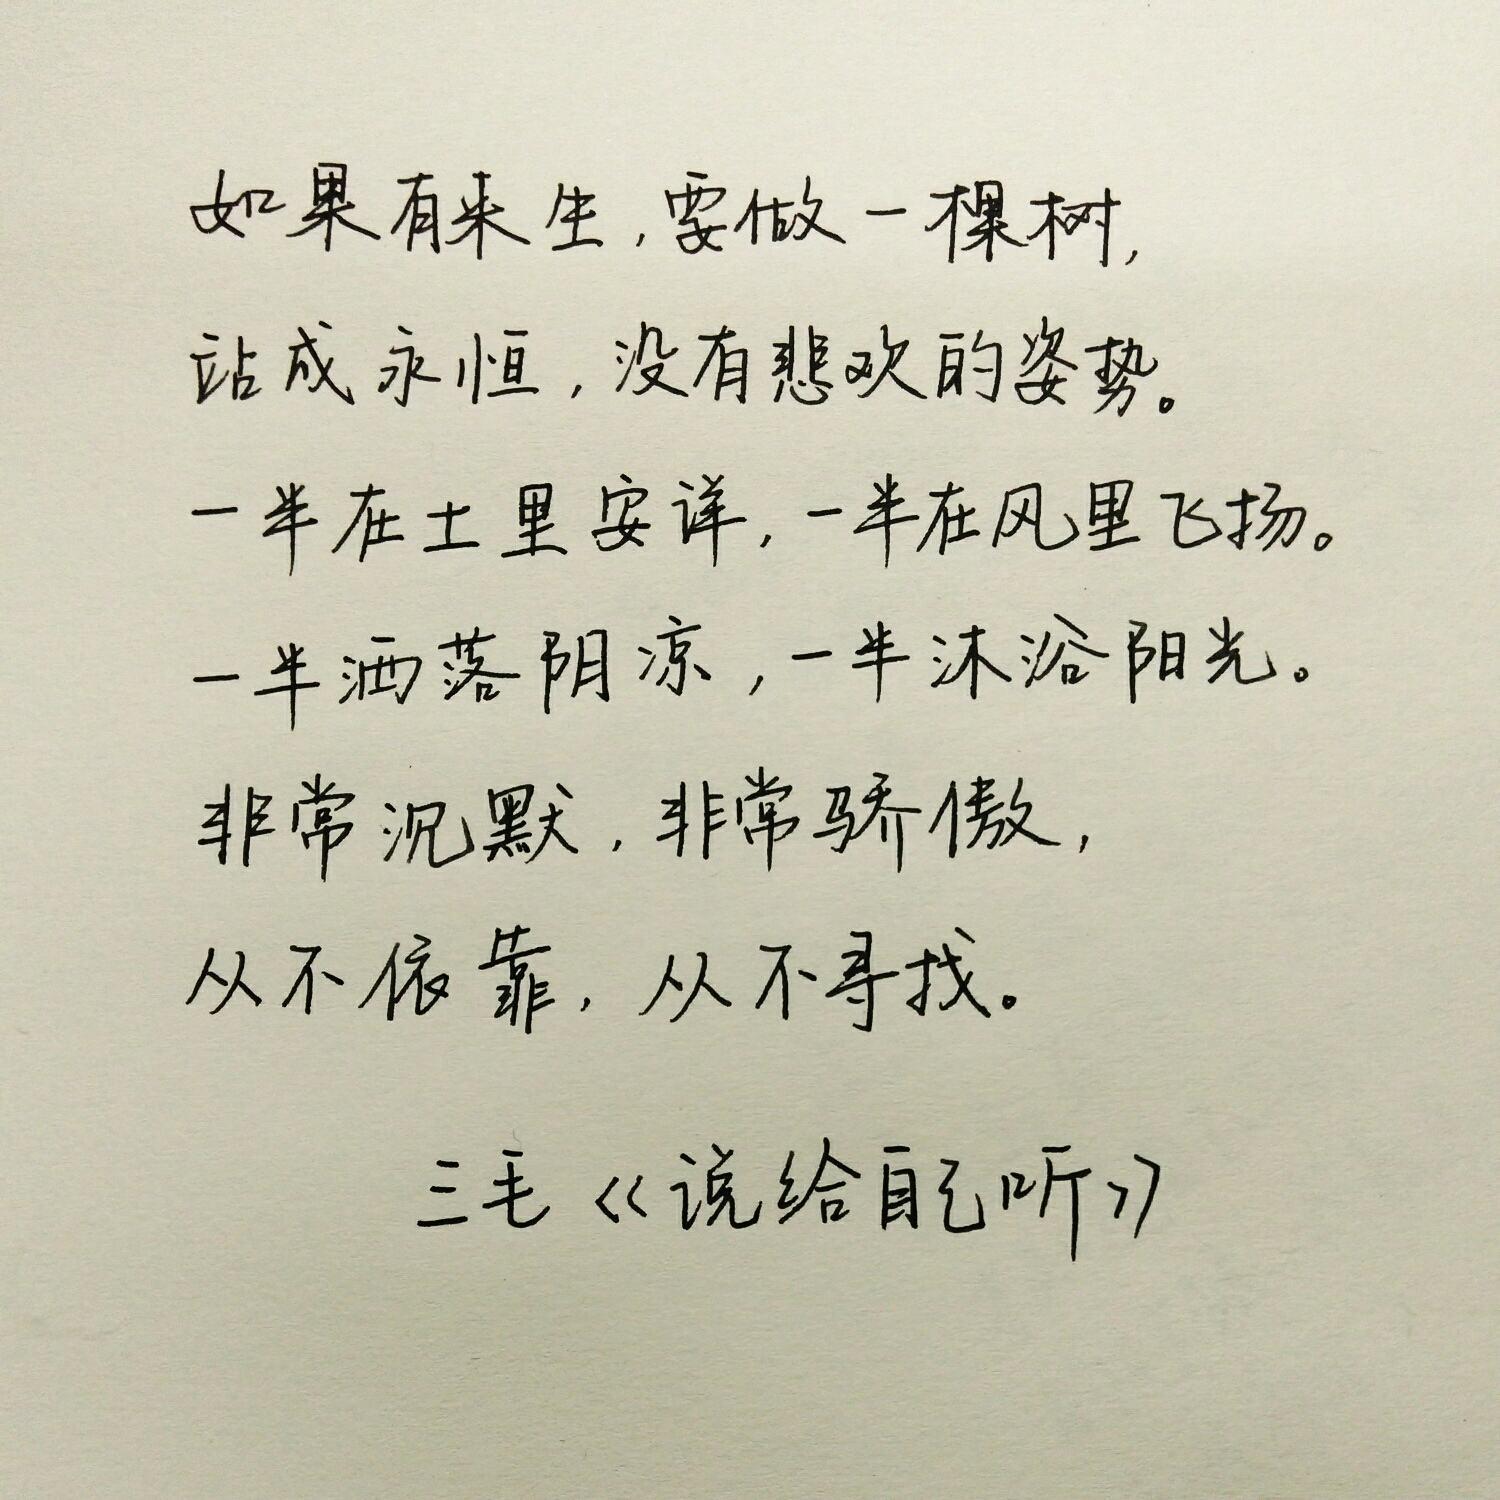 如果有来生，要做一棵树，
站成永恒，没有悲欢的姿势。
一半在土里安详，一半在风里飞扬。
一半洒落阴凉，一半沐浴阳光。
非常沉默，非常骄傲，
从不依靠，从不寻找。
三毛《说给自己听》